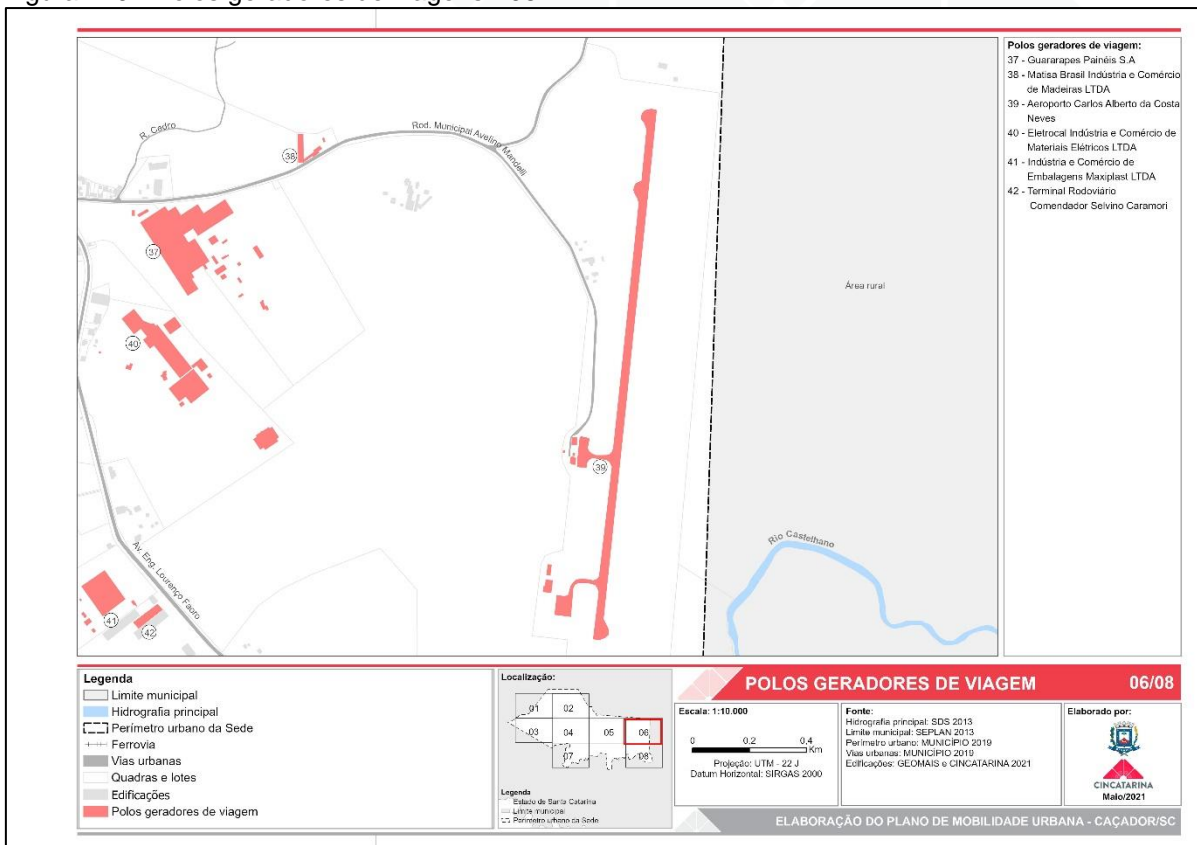 Polos geradores de viagem:
37 - Guararapes Painéis S.A
38 - Matisa Brasil Indústria e Comércio
de Madeiras LTDA
39 - Aeroporto Carlos Alberto da Costa
Neves
40 - Eletrocal Indústria e Comércio de
Materiais Elétricos LTDA
41 - Indústria e Comércio de
Embalagens Maxiplast LTDA
42 - Terminal Rodoviário
Comendador Selvino Caramori
R. Cadro
38
Rod. Municipal Avelino Mandelli
37
Área rural
40
39
Rio Castelhano
Av. Eng. Lourenço Faoro
41
42
Legenda
Limite municipal
Hidrografia principal
Perímetro urbano da Sede
Ferrovia
Vias urbanas
Quadras e lotes
Edificações
Polos geradores de viagem
Localização:
01 02
03 04 05 06
07 08
Legenda
Estado de Santa Catarina
Limite municipal
Perímetro urbano da Sede
POLOS GERADORES DE VIAGEM 06/08
Escala: 1:10.000
0 0,2 0,4
Km
Projeção: UTM - 22 J
Datum Horizontal: SIRGAS 2000
Fonte:
Hidrografia principal: SDS 2013
Limite municipal: SEPLAN 2013
Perímetro urbano: MUNICÍPIO 2019
Vias urbanas: MUNICÍPIO 2019
Edificações: GEOMAIS e CINCATARINA 2021
Elaborado por:
CINCATARINA
Maio/2021
ELABORAÇÃO DO PLANO DE MOBILIDADE URBANA - CAÇADOR/SC